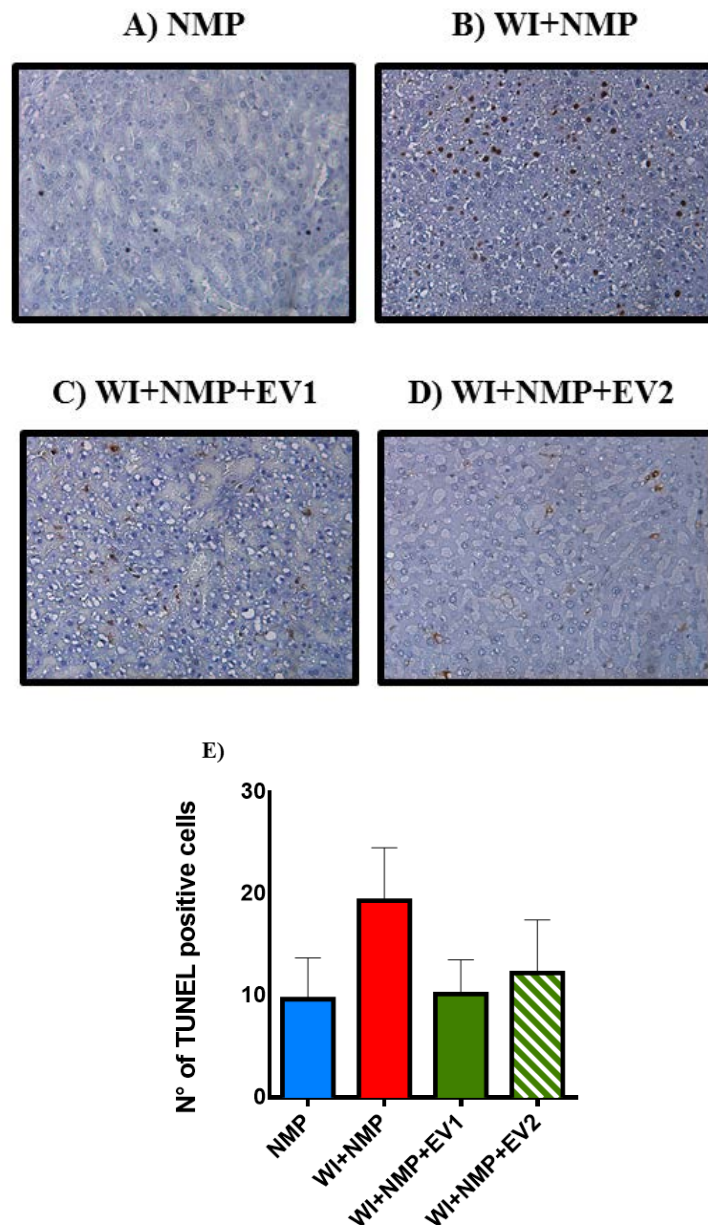 A) NMP
B) WI+NMP
C) WI+NMP+EV1
D) WI+NMP+EV2
E)
N° of TUNEL positive cells
30
20
10
0
NMP
WI+NMP
WI+NMP+EV1
WI+NMP+EV2